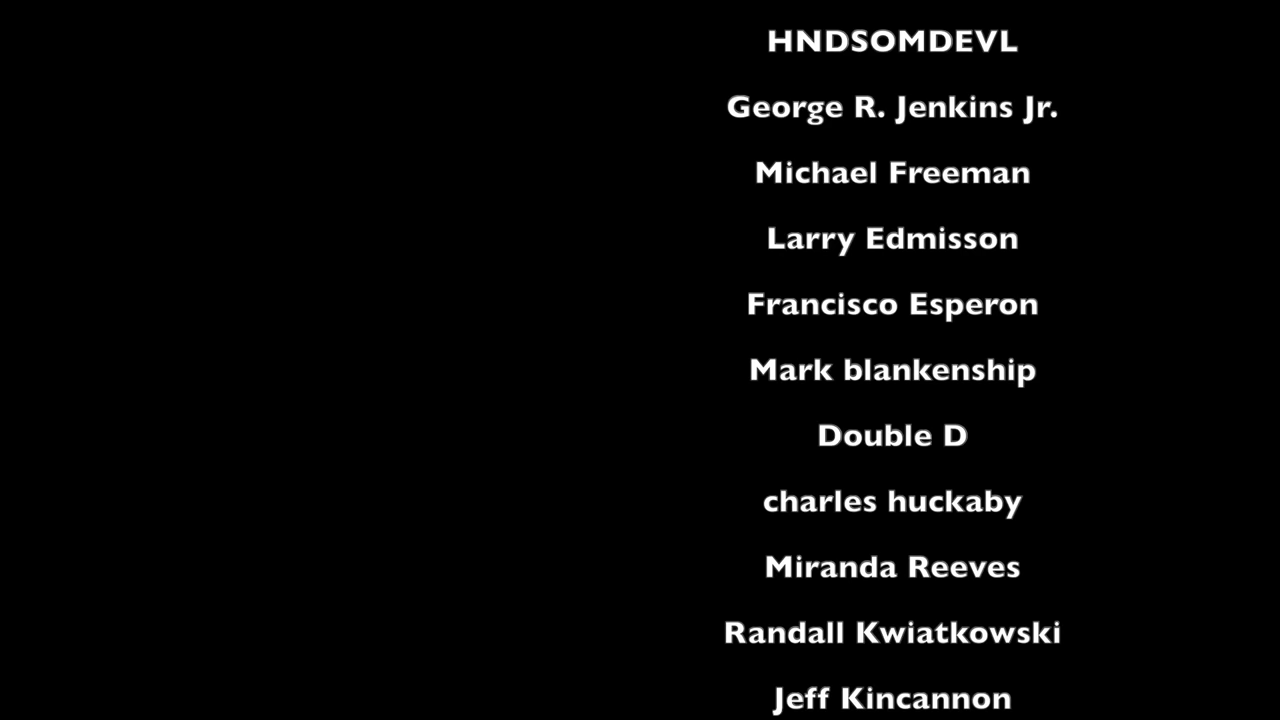 HNDSOMDEVL
George R. Jenkins Jr.
Michael Freeman
Larry Edmisson
Francisco Esperon
Mark blankenship
Double D
charles huckaby
Miranda Reeves
Randall Kwiatkowski
Jeff Kincannon